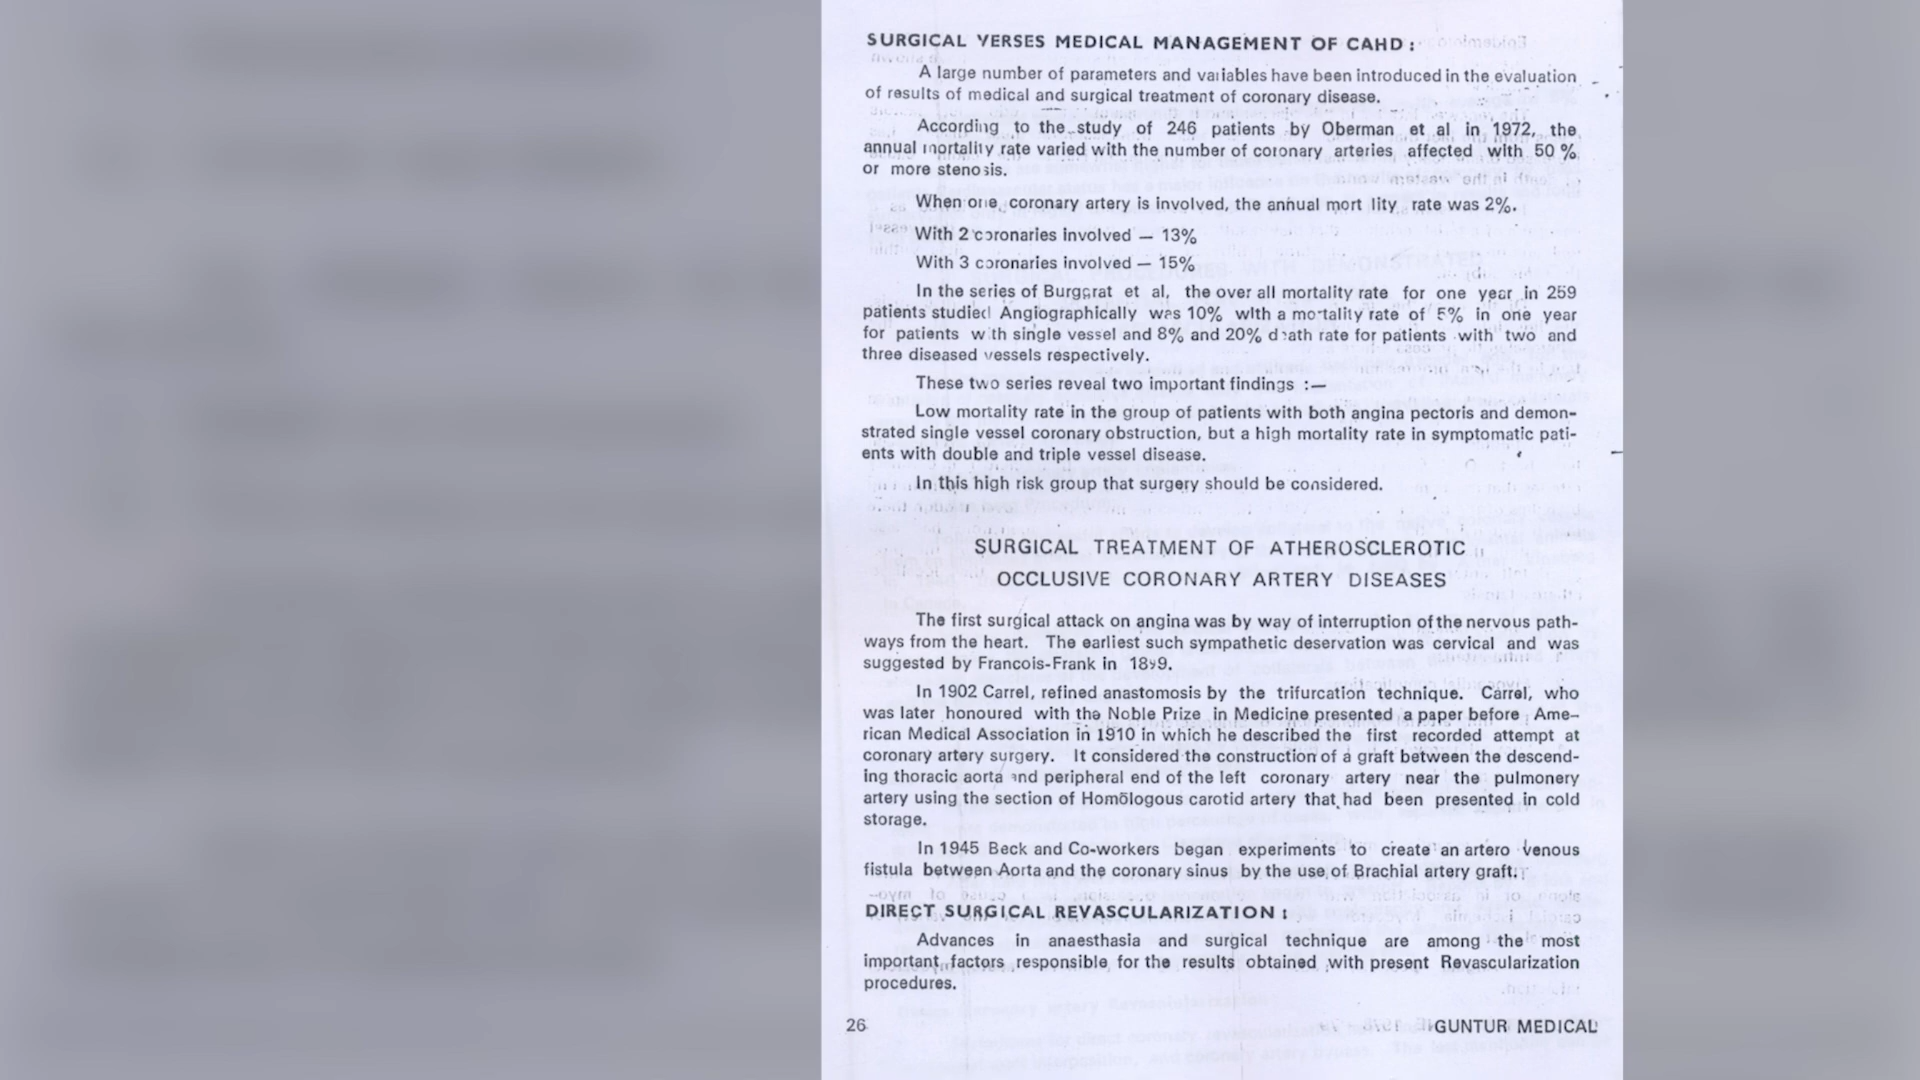 SURGICAL VERSES MEDICAL MANAGEMENT OF CAHD :
A large number of parameters and variables have been introduced in the evaluation
of results of medical and surgical treatment of coronary disease.
According to the study of 246 patients by Oberman et al in 1972, the
annual mortality rate varied with the number of coronary arteries affected with 50 %
or more stenosis.
When one, coronary artery is involved, the annual mort lity rate was 2%.
With 2 coronaries involved — 13%
With 3 coronaries involved — 15%
In the series of Burggrat et al, the over all mortality rate for one year in 259
patients studied Angiographically was 10% with a mortality rate of 5% in one year
for patients with single vessel and 8% and 20% death rate for patients with two and
three diseased vessels respectively.
These two series reveal two important findings :—
Low mortality rate in the group of patients with both angina pectoris and demon-
strated single vessel coronary obstruction, but a high mortality rate in symptomatic pati-
ents with double and triple vessel disease.
In this high risk group that surgery should be considered.
SURGICAL TREATMENT OF ATHEROSCLEROTIC
OCCLUSIVE CORONARY ARTERY DISEASES
The first surgical attack on angina was by way of interruption of the nervous path-
ways from the heart. The earliest such sympathetic deservation was cervical and was
suggested by Francois-Frank in
In 1902 Carrel, refined anastomosis by the trifurcation technique. Carrel, who
was later honoured with the Noble Prize in Medicine presented a paper before Ame-
rican Medical Association in 1910 in which he described the first recorded attempt at
coronary artery surgery. It considered the construction of a graft between the descend-
ing thoracic aorta and peripheral end of the left coronary artery near the pulmonery
artery using the section of Homologous carotid artery that had been presented in cold
storage.
In 1945 Beck and Co-workers began experiments to create an artero venous
fistula between Aorta and the coronary sinus by the use of Brachial artery graft.
DIRECT SURGICAL REVASCULARIZATION :
Advances in anaesthasia and surgical technique are among the most
important factors responsible for the results obtained with present Revascularization
procedures.
26
GUNTUR MEDICAL